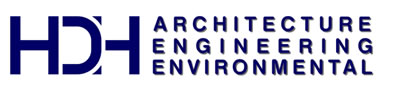 HDH
ARCHITECTURE
ENGINEERING
ENVIRONMENTAL